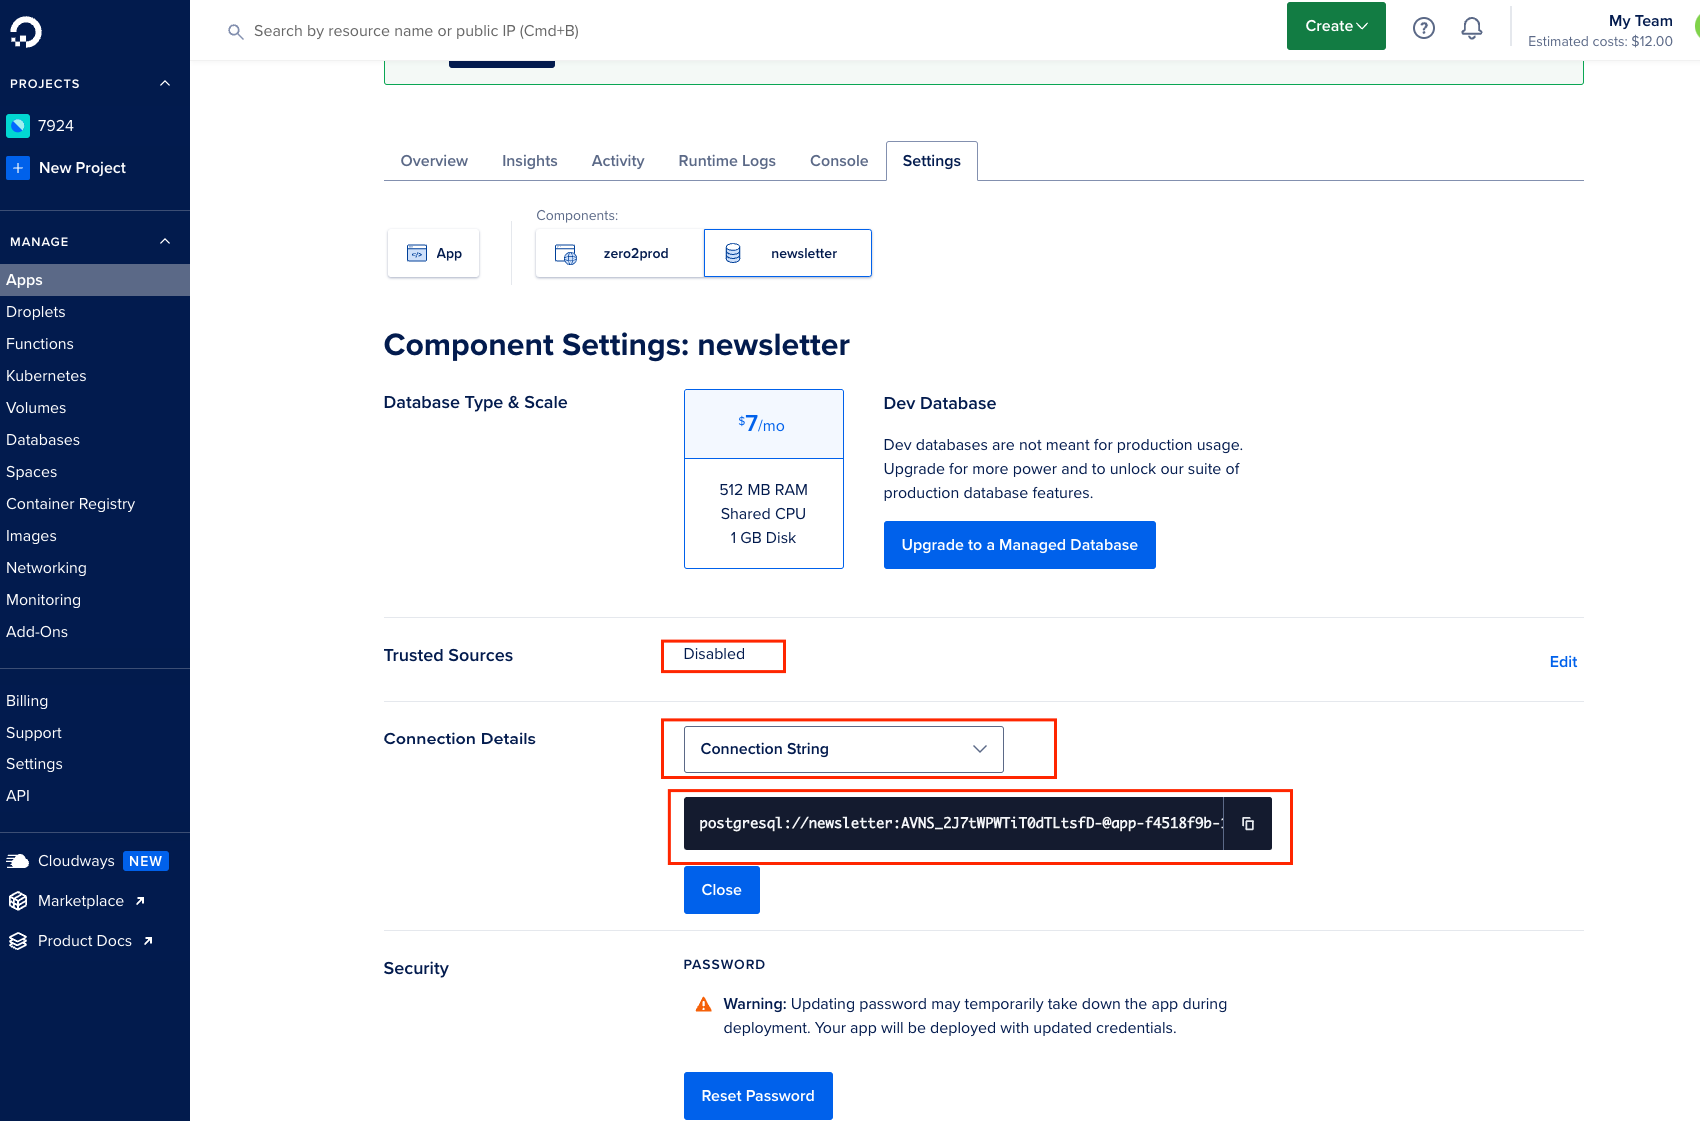 Search by resource name or public IP (Cmd+B)
Create
My Team
Estimated costs: $12.00
PROJECTS
7924
New Project
MANAGE
Apps
Droplets
Functions
Kubernetes
Volumes
Databases
Spaces
Container Registry
Images
Networking
Monitoring
Add-Ons
Billing
Support
Settings
API
Cloudways NEW
Marketplace
Product Docs
Overview Insights Activity Runtime Logs Console Settings
Components:
App zero2prod newsletter
Component Settings: newsletter
Database Type & Scale
$7/mo
512 MB RAM
Shared CPU
1 GB Disk
Dev Database
Dev databases are not meant for production usage.
Upgrade for more power and to unlock our suite of
production database features.
Upgrade to a Managed Database
Trusted Sources
Disabled
Edit
Connection Details
Connection String
postgresql://newsletter:AVNS_2J7tWPWTiT0dTLtsfD-@app-f4518f9b-
Close
Security
PASSWORD
Warning: Updating password may temporarily take down the app during
deployment. Your app will be deployed with updated credentials.
Reset Password